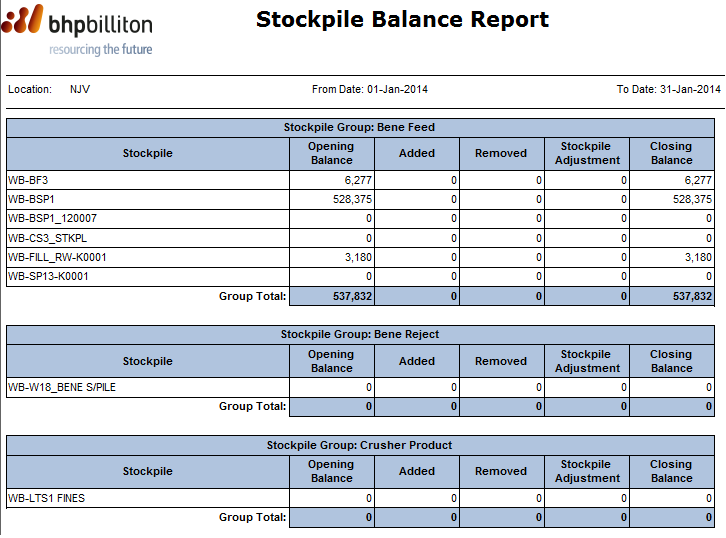 bhpbilliton
resourcing the future
Stockpile Balance Report
Location: NJV From Date: 01-Jan-2014 To Date: 31-Jan-2014
Stockpile Group: Bene Feed
Stockpile Opening Balance Added Removed Stockpile Adjustment Closing Balance
WB-BF3 6,277 0 0 0 6,277
WB-BSP1 528,375 0 0 0 528,375
WB-BSP1_120007 0 0 0 0 0
WB-CS3_STKPL 0 0 0 0 0
WB-FILL_RW-K0001 3,180 0 0 0 3,180
WB-SP13-K0001 0 0 0 0 0
Group Total: 537,832 0 0 0 537,832
Stockpile Group: Bene Reject
Stockpile Opening Balance Added Removed Stockpile Adjustment Closing Balance
WB-W18_BENE S/PILE 0 0 0 0 0
Group Total: 0 0 0 0 0
Stockpile Group: Crusher Product
Stockpile Opening Balance Added Removed Stockpile Adjustment Closing Balance
WB-LTS1 FINES 0 0 0 0 0
Group Total: 0 0 0 0 0